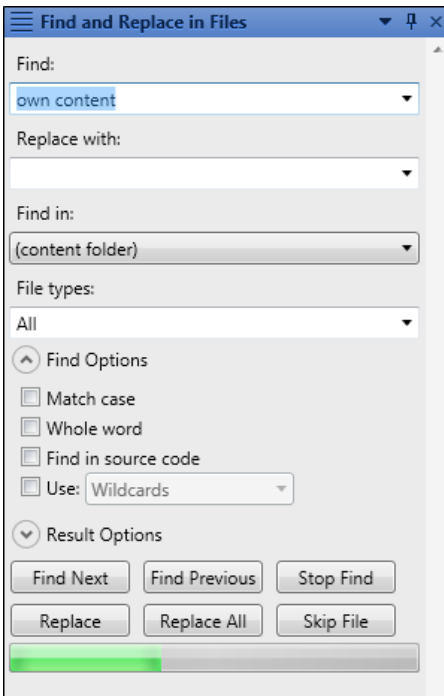 Find and Replace in Files
Find:
own content
Replace with:
Find in:
(content folder)
File types:
All
Find Options
Match case
Whole word
Find in source code
Use: Wildcards
Result Options
Find Next Find Previous Stop Find
Replace Replace All Skip File